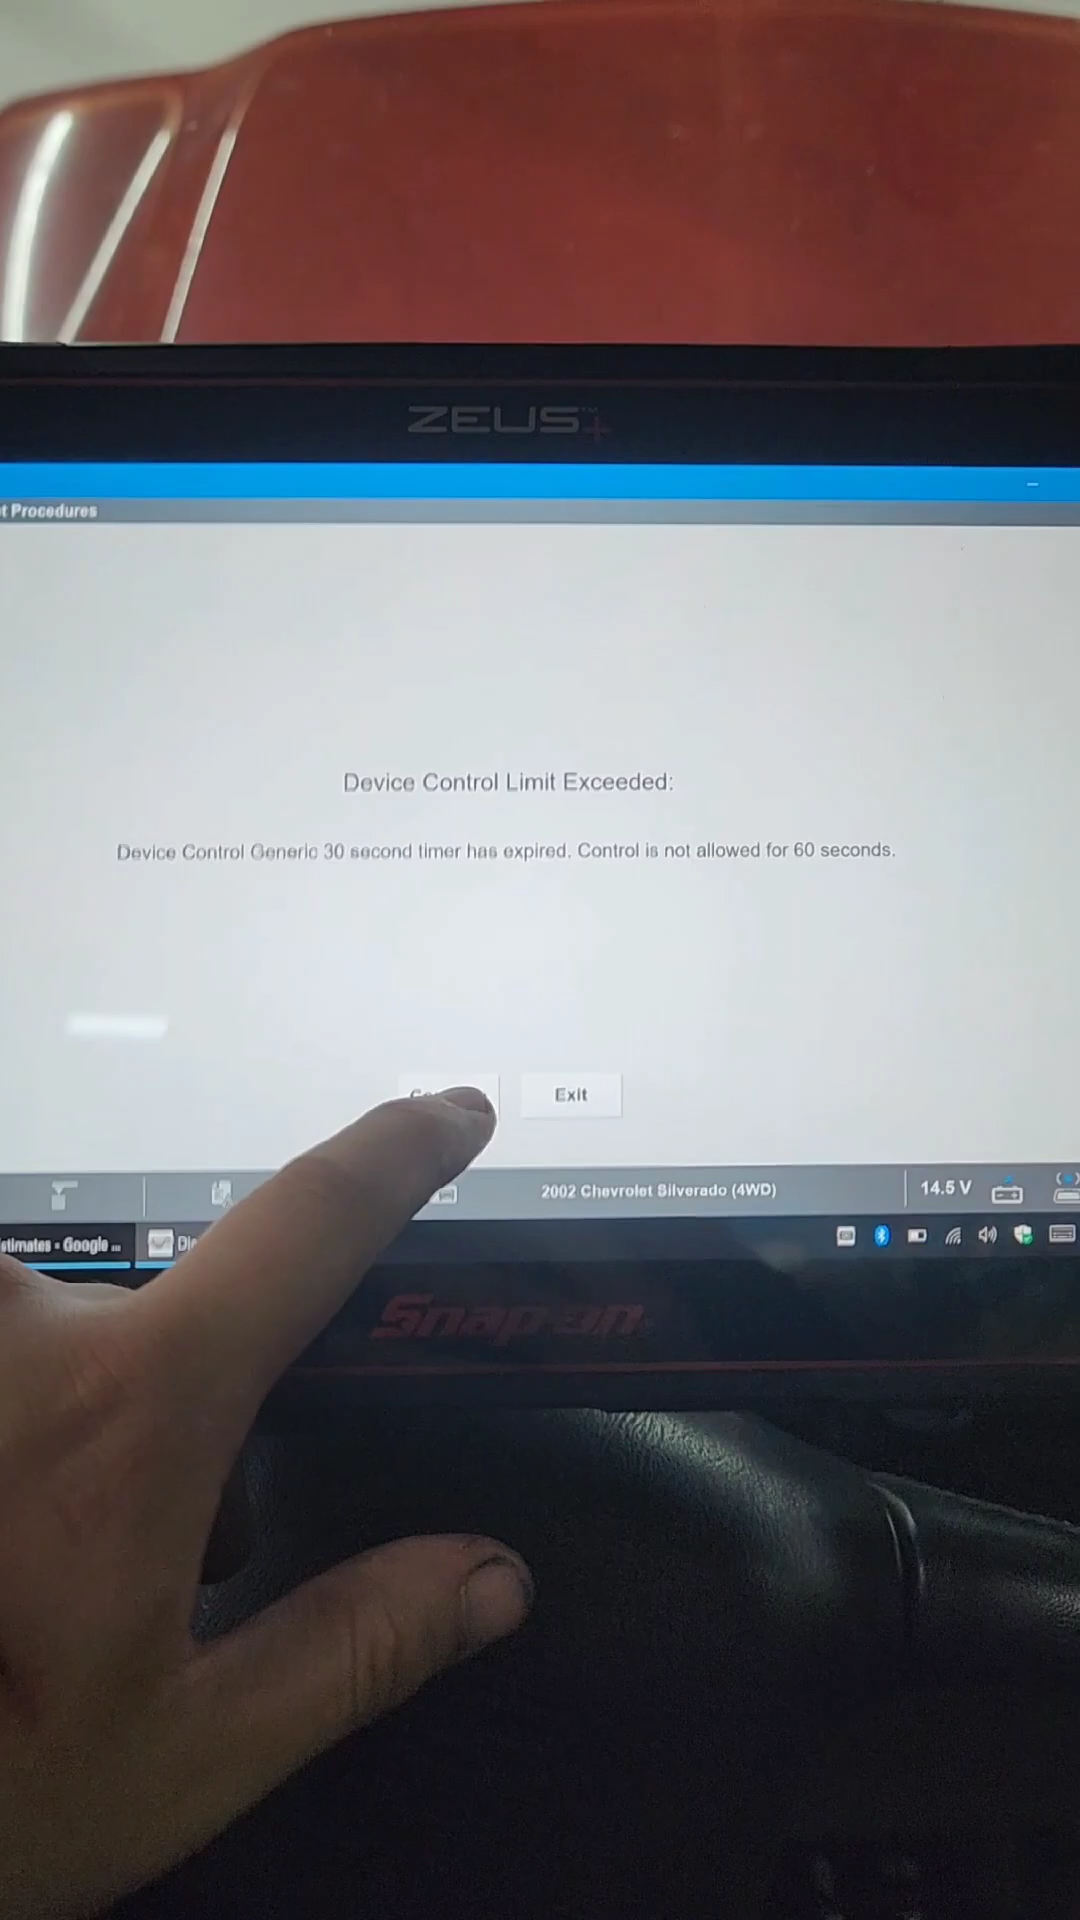 ZEUS+
t Procedures
Device Control Limit Exceeded:
Device Control Generic 30 second timer has expired. Control is not allowed for 60 seconds.
Exit
2002 Chevrolet Silverado (4WD)
14.5 V
stimates - Google ...
Snap-on